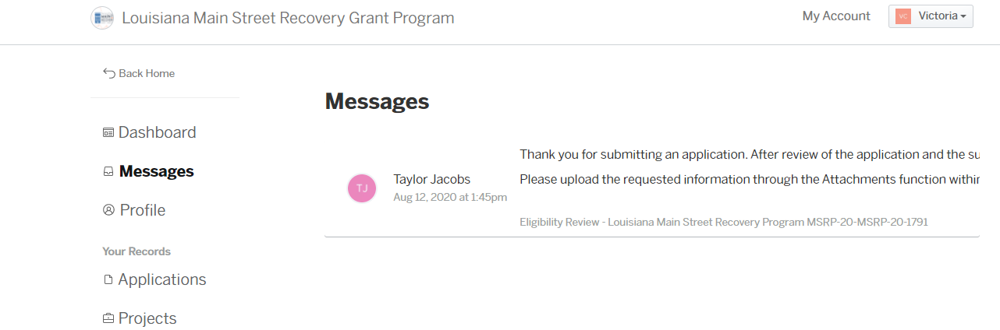 Louisiana Main Street Recovery Grant Program
My Account
VC Victoria
Back Home
Dashboard
Messages
Profile
Your Records
Applications
Projects
Messages
TJ
Taylor Jacobs
Aug 12, 2020 at 1:45pm
Thank you for submitting an application. After review of the application and the su
Please upload the requested information through the Attachments function withir
Eligibility Review - Louisiana Main Street Recovery Program MSRP-20-MSRP-20-1791